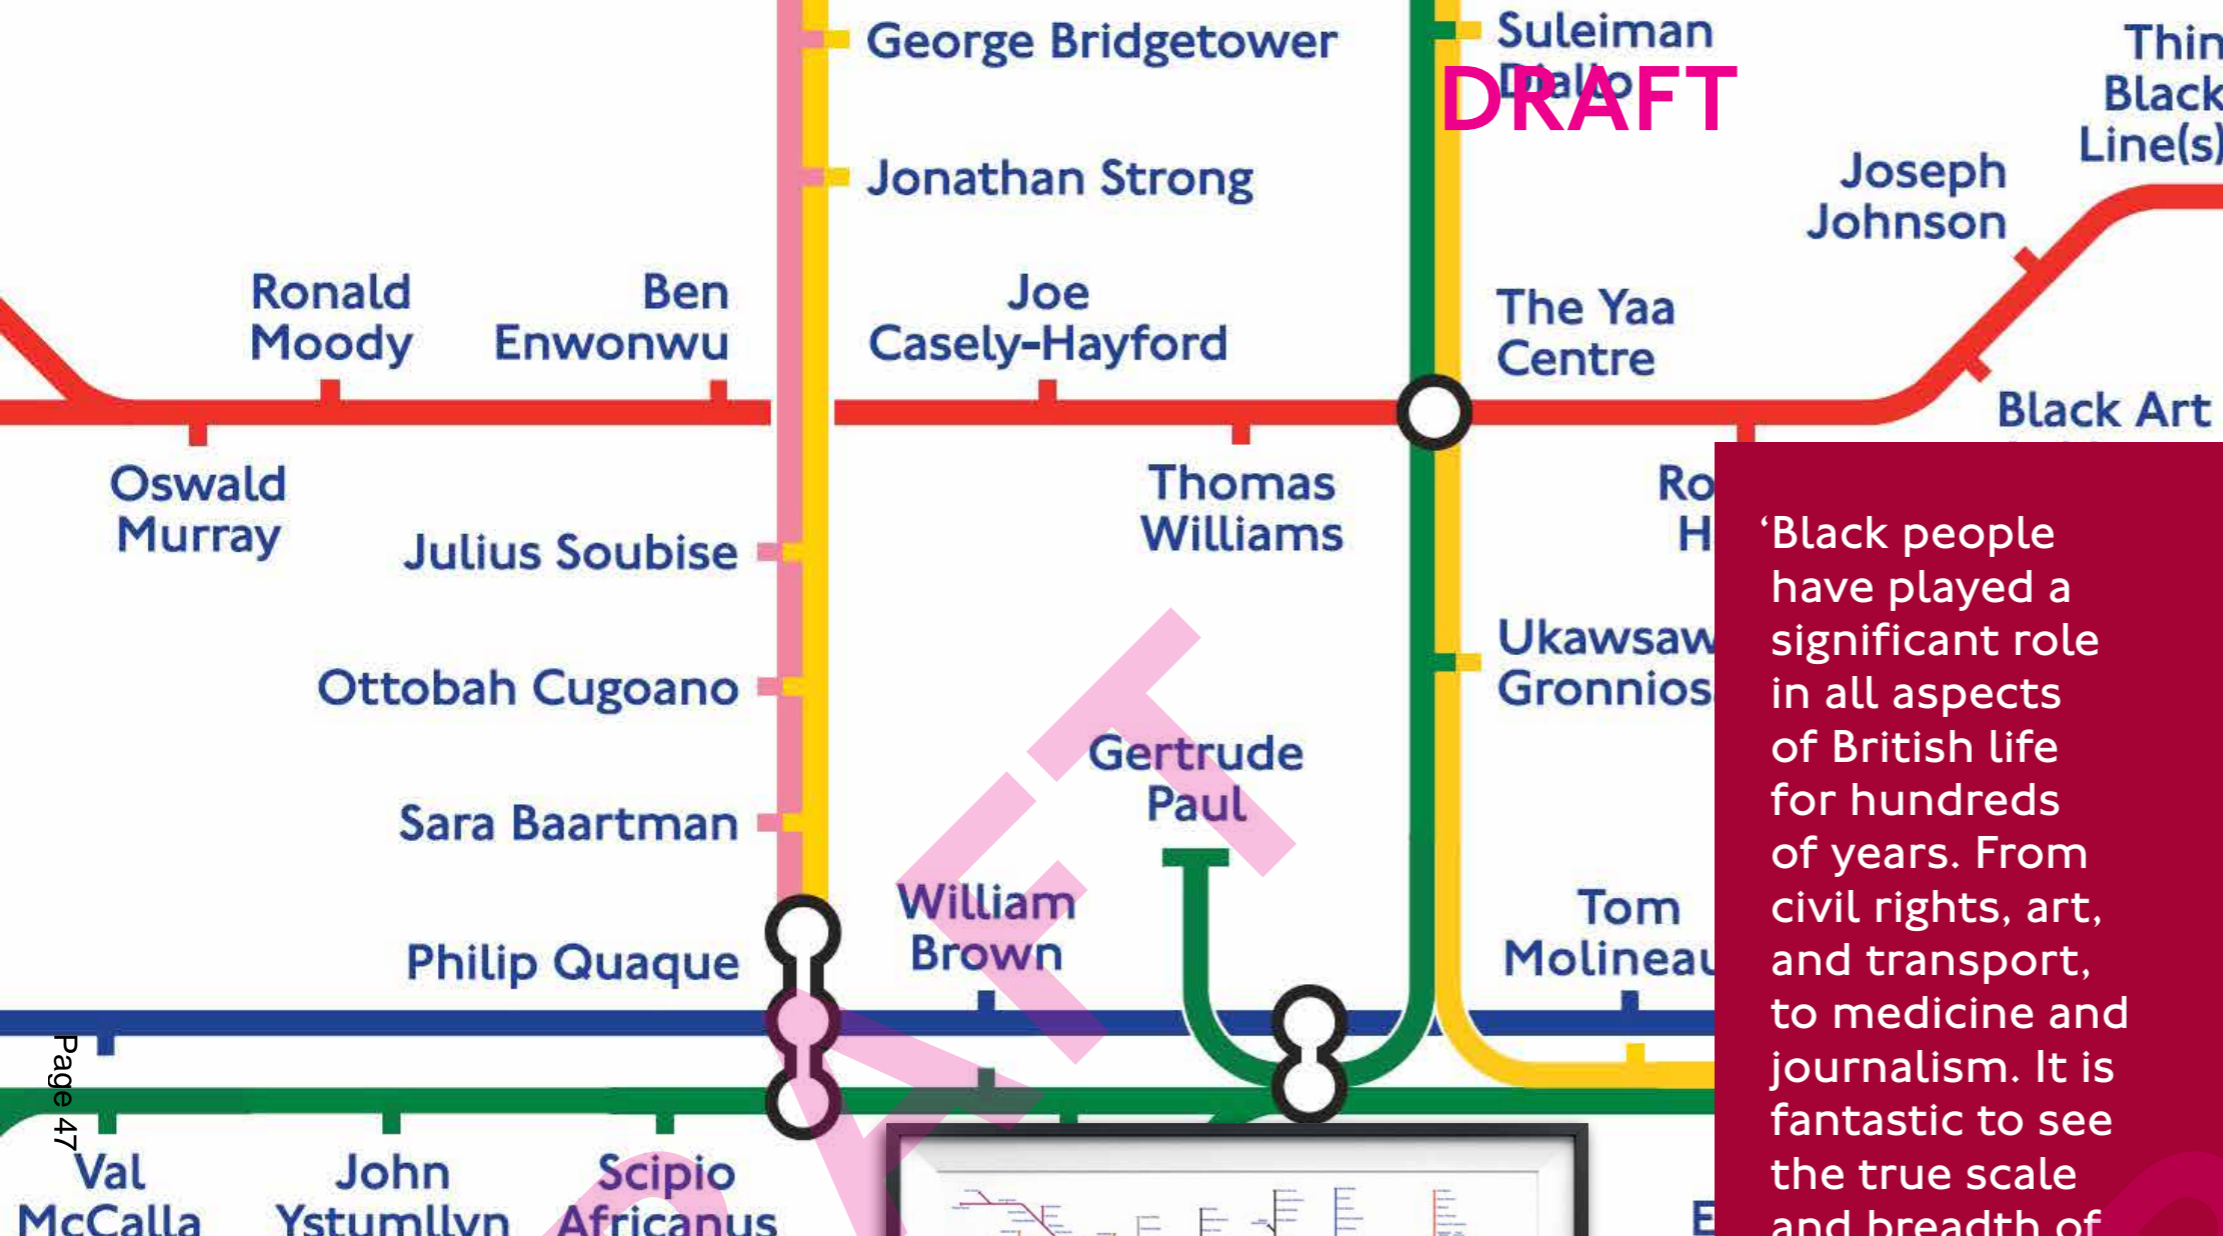 George Bridgetower
Suleiman
Diallo
DRAFT
Thin
Black
Line(s)
Jonathan Strong
Joseph
Johnson
Ronald
Moody
Ben
Enwonwu
Joe
Casely-Hayford
The Yaa
Centre
Black Art
Oswald
Murray
Julius Soubise
Thomas
Williams
Ro
H
Ottobah Cugoano
Ukawsaw
Gronnios
Sara Baartman
Gertrude
Paul
Philip Quaque
William
Brown
Tom
Molineau
Val
McCalla
John
Ystumllyn
Scipio
Africanus
E
‘Black people
have played a
significant role
in all aspects
of British life
for hundreds
of years. From
civil rights, art,
and transport,
to medicine and
journalism. It is
fantastic to see
the true scale
and breadth of
Page 47